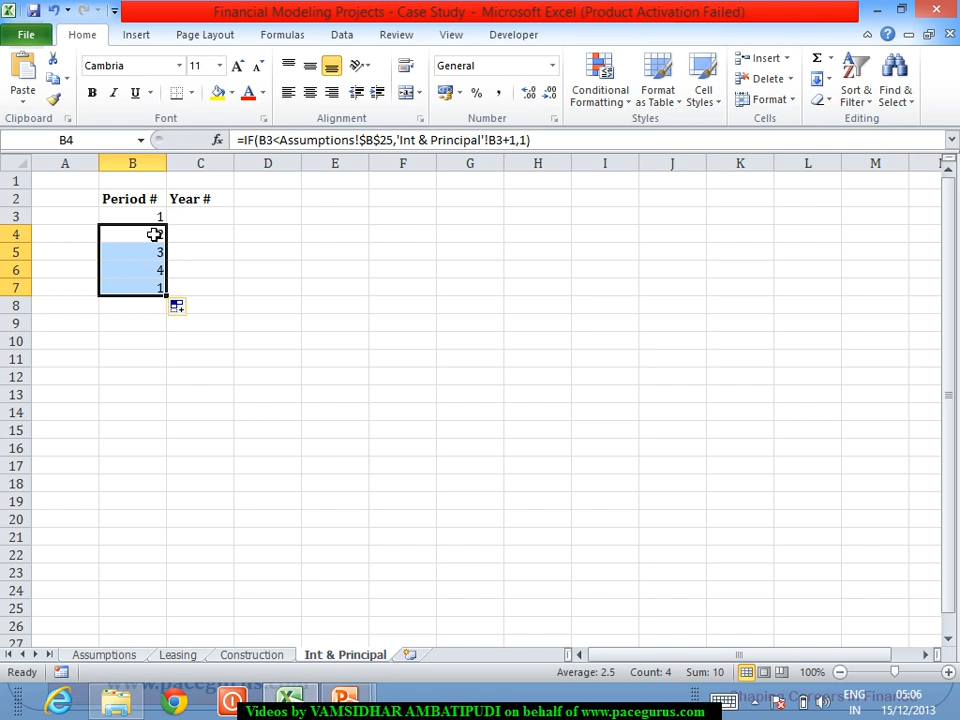 Financial Modeling Projects - Case Study - Microsoft Excel (Product Activation Failed)
File Home Insert Page Layout Formulas Data Review View Developer
Cambria 11 General
Paste B I U Conditional Formatting Format as Table Cell Styles Insert Delete Format Sort & Filter Find & Select
Clipboard Font Alignment Number Styles Cells Editing
B4 fx =IF(B3<Assumptions!$B$25,'Int & Principal'!B3+1,1)
A B C D E F G H I J K L M
1
2 Period # Year #
3 1
4
5 3
6 4
7 1
8
9
10
11
12
13
14
15
16
17
18
19
20
21
22
23
24
25
26
27
Assumptions Leasing Construction Int & Principal
Ready Average: 2.5 Count: 4 Sum: 10 100%
www.pacegurus.com ENG 05:06
IN 15/12/2013
Videos by VAMSIDHAR AMBATIPUDI on behalf of www.pacegurus.com